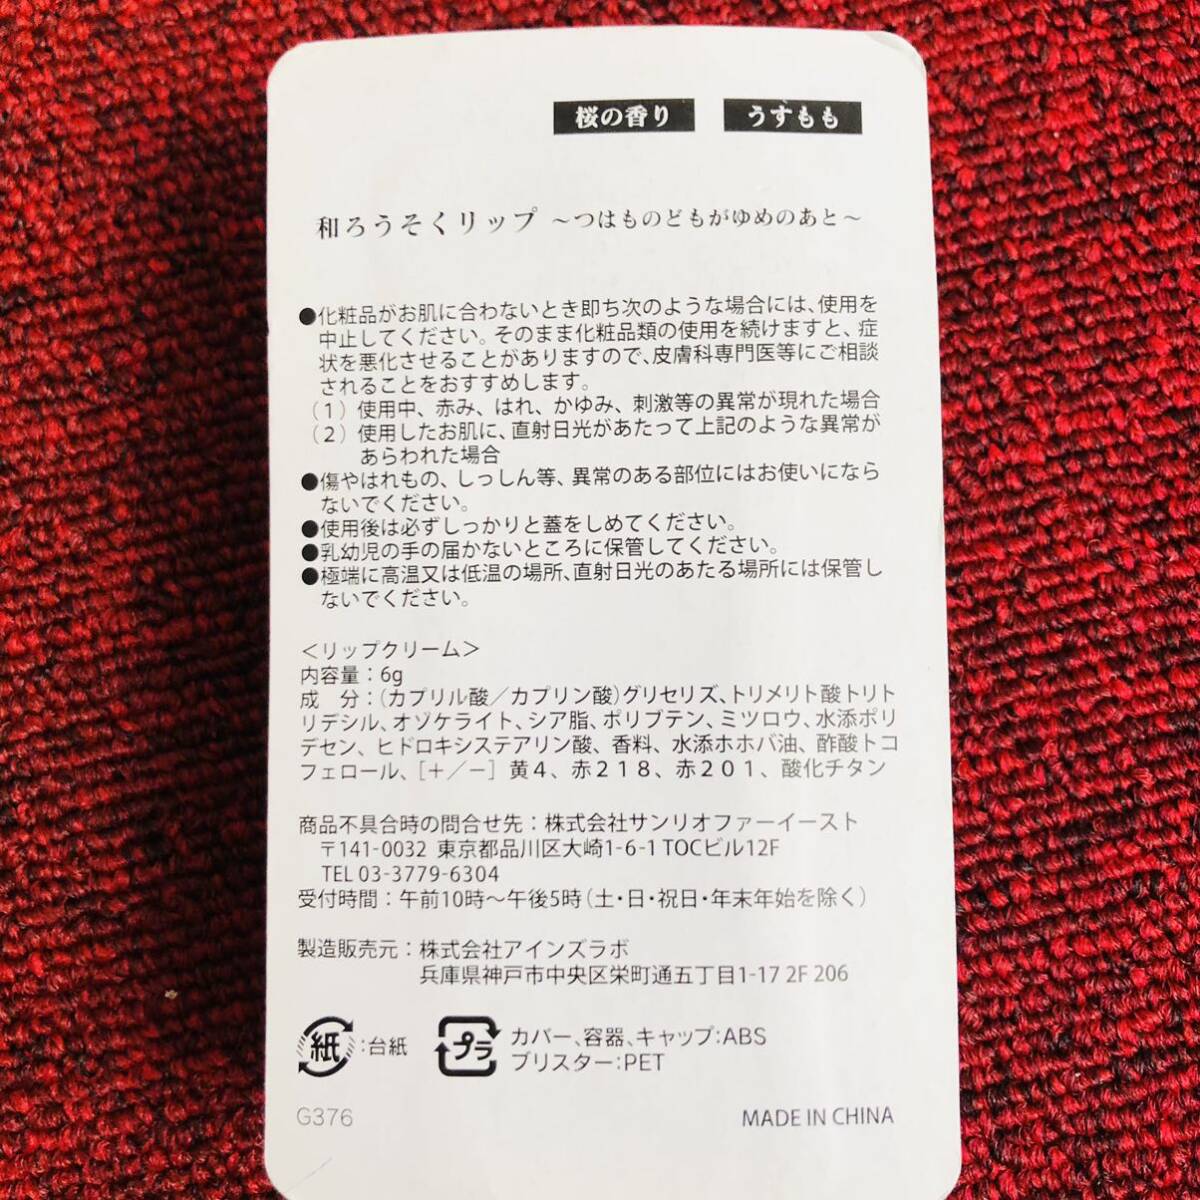 桜の香り うすもも
和ろうそくリップ ～つはものどもがゆめのあと～
●化粧品がお肌に合わないとき即ち次のような場合には、使用を
中止してください。そのまま化粧品類の使用を続けますと、症
状を悪化させることがありますので、皮膚科専門医等にご相談
されることをおすすめします。
（1）使用中、赤み、はれ、かゆみ、刺激等の異常が現れた場合
（2）使用したお肌に、直射日光があたって上記のような異常が
あらわれた場合
●傷やはれもの、しっしん等、異常のある部位にはお使いになら
ないでください。
●使用後は必ずしっかりと蓋をしめてください。
●乳幼児の手の届かないところに保管してください。
●極端に高温又は低温の場所、直射日光のあたる場所には保管し
ないでください。
＜リップクリーム＞
内容量：6g
成　分：（カプリル酸／カプリン酸）グリセリズ、トリメリト酸トリト
リデシル、オゾケライト、シア脂、ポリブテン、ミツロウ、水添ポリ
デセン、ヒドロキシステアリン酸、香料、水添ホホバ油、酢酸トコ
フェロール、［＋／－］黄４、赤２１８、赤２０１、酸化チタン
商品不具合時の問合せ先：株式会社サンリオファーイースト
〒141-0032 東京都品川区大崎1-6-1 TOCビル12F
TEL 03-3779-6304
受付時間：午前10時～午後5時（土・日・祝日・年末年始を除く）
製造販売元：株式会社アインズラボ
兵庫県神戸市中央区栄町通五丁目1-17 2F 206
紙：台紙 プラ カバー、容器、キャップ：ABS
ブリスター：PET
G376 MADE IN CHINA